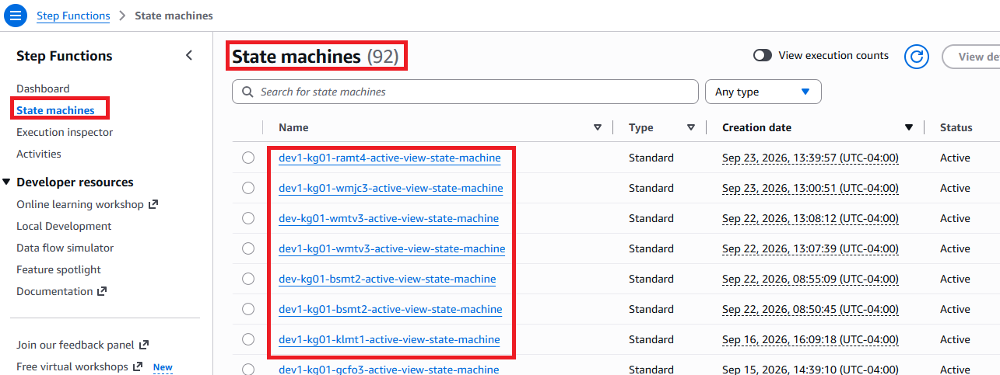 Step Functions > State machines
Step Functions
Dashboard
State machines
Execution inspector
Activities
Developer resources
Online learning workshop
Local Development
Data flow simulator
Feature spotlight
Documentation
Join our feedback panel
Free virtual workshops New
State machines (92)
View execution counts
View de
Search for state machines
Any type
Name Type Creation date Status
dev1-kg01-ramt4-active-view-state-machine Standard Sep 23, 2026, 13:39:57 (UTC-04:00) Active
dev1-kg01-wmjc3-active-view-state-machine Standard Sep 23, 2026, 13:00:51 (UTC-04:00) Active
dev-kg01-wmtv3-active-view-state-machine Standard Sep 22, 2026, 13:08:12 (UTC-04:00) Active
dev1-kg01-wmtv3-active-view-state-machine Standard Sep 22, 2026, 13:07:39 (UTC-04:00) Active
dev-kg01-bsmt2-active-view-state-machine Standard Sep 22, 2026, 08:55:09 (UTC-04:00) Active
dev1-kg01-bsmt2-active-view-state-machine Standard Sep 22, 2026, 08:50:45 (UTC-04:00) Active
dev1-kg01-klmt1-active-view-state-machine Standard Sep 16, 2026, 16:09:18 (UTC-04:00) Active
dev1-kg01-gcfo3-active-view-state-machine Standard Sep 15, 2026, 14:39:10 (UTC-04:00) Active